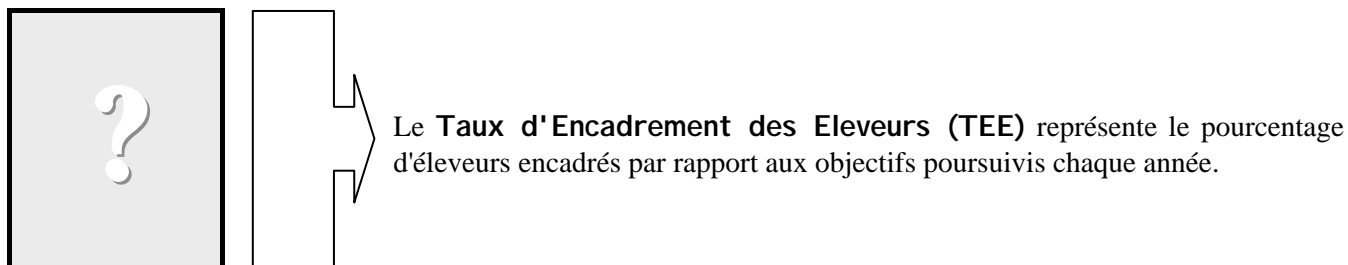 ?
Le Taux d'Encadrement des Eleveurs (TEE) représente le pourcentage
d'éleveurs encadrés par rapport aux objectifs poursuivis chaque année.